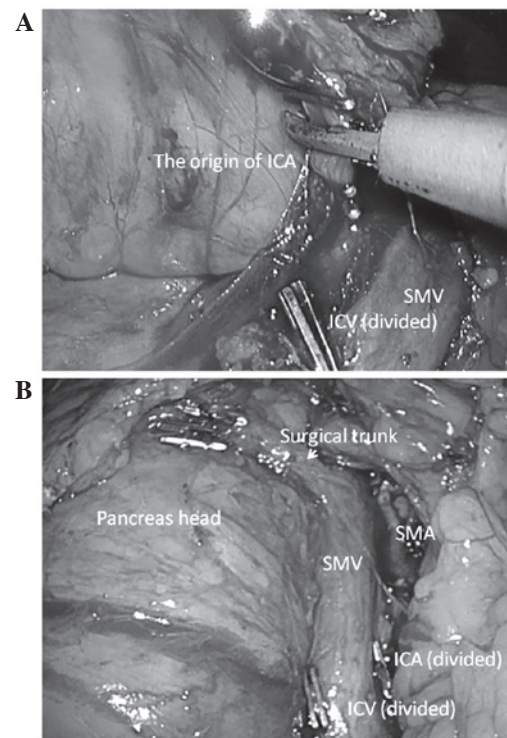 A
The origin of ICA
SMV
ICV (divided)
B
Surgical trunk
Pancreas head
SMA
SMV
ICA (divided)
ICV (divided)